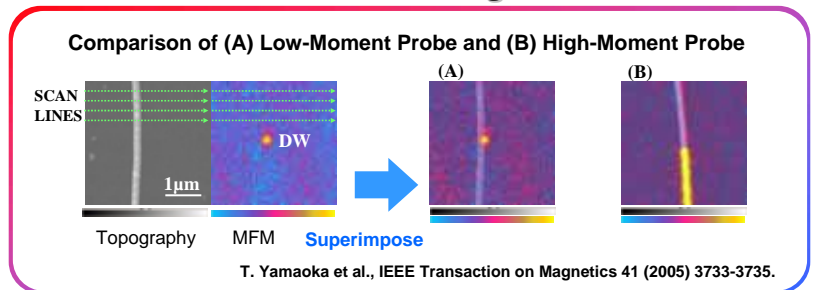 Comparison of (A) Low-Moment Probe and (B) High-Moment Probe
(A)
(B)
SCAN
LINES
DW
1µm
Topography
MFM
Superimpose
T. Yamaoka et al., IEEE Transaction on Magnetics 41 (2005) 3733-3735.